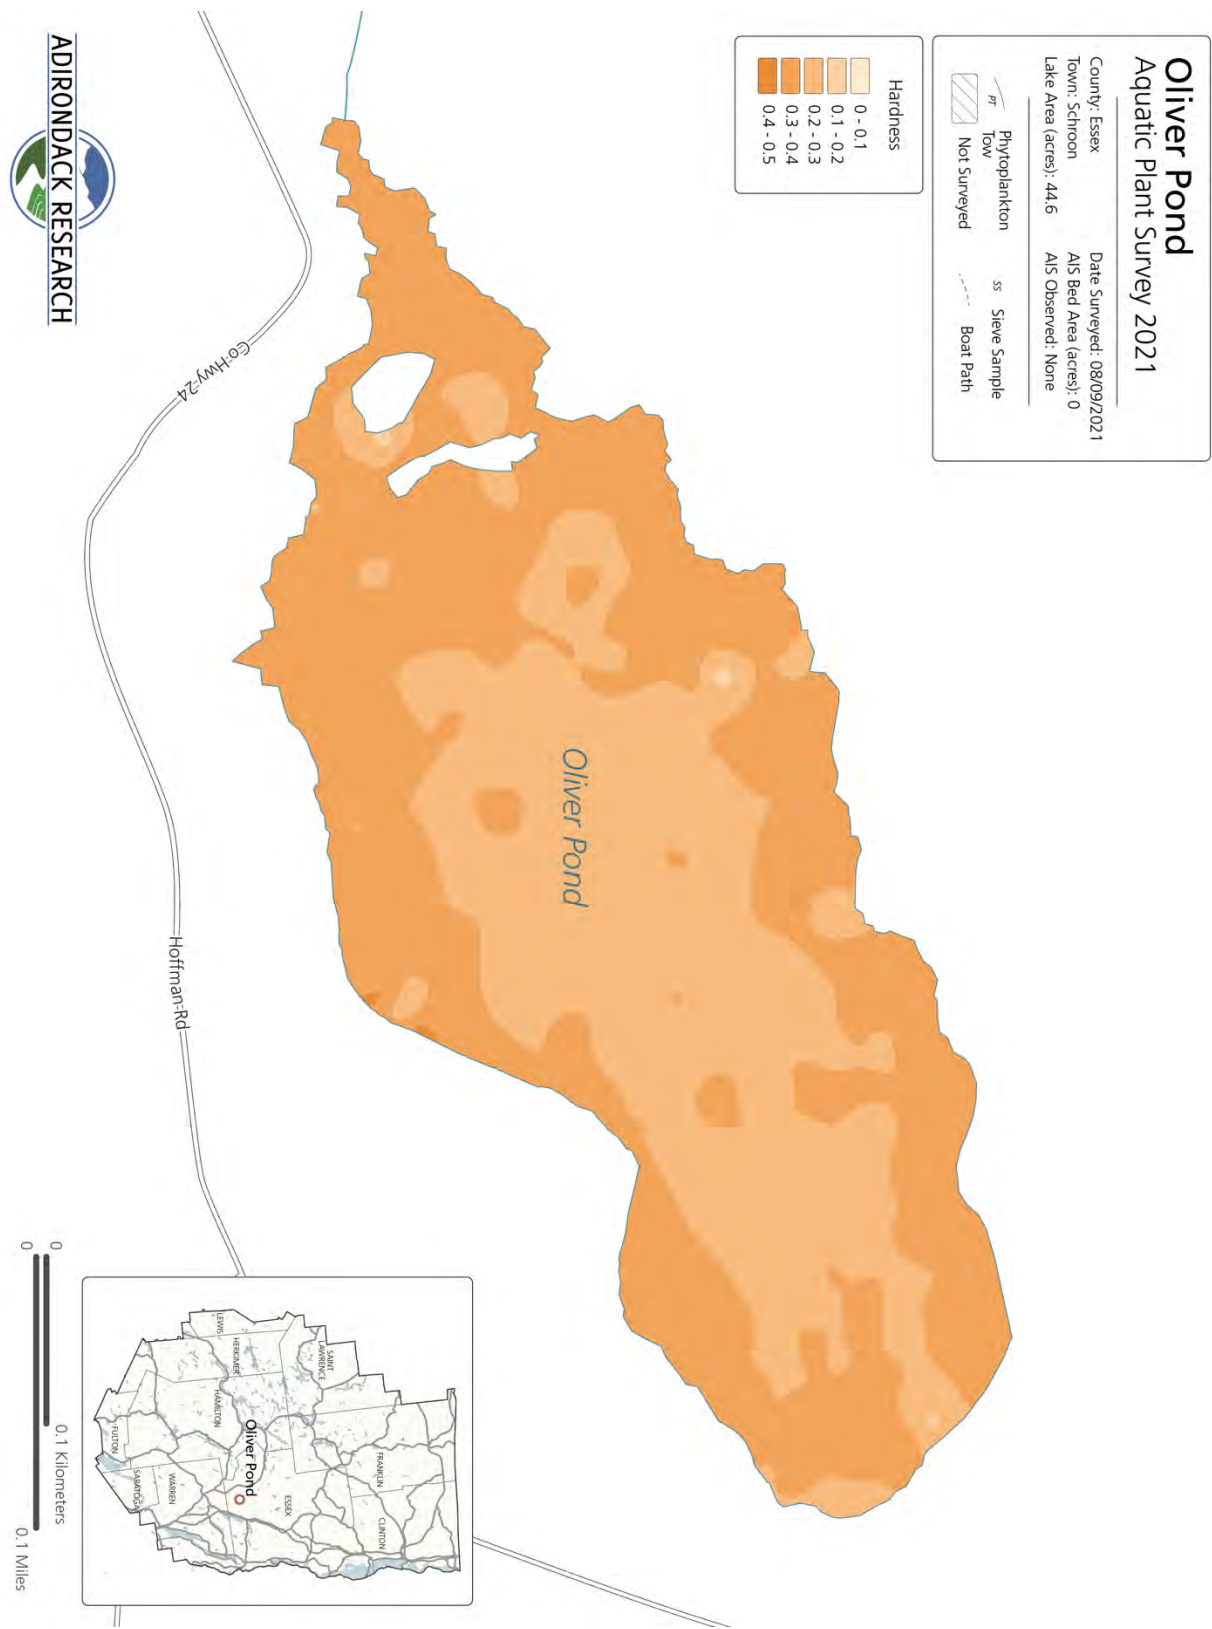 Oliver Pond
Aquatic Plant Survey 2021
County: Essex
Date Surveyed: 08/09/2021
Town: Schroon
AIS Bed Area (acres): 0
Lake Area (acres): 44.6
AIS Observed: None
PT
Phytoplankton
Tow
SS
Sieve Sample
Not Surveyed
Boat Path
Hardness
0 - 0.1
0.1 - 0.2
0.2 - 0.3
0.3 - 0.4
0.4 - 0.5
Oliver Pond
Co-Hwy-24
Hoffman-Rd
ADIRONDACK RESEARCH
CLINTON
FRANKLIN
SAINT
LAWRENCE
ESSEX
Oliver Pond
HERKIMER
LEWIS
HAMILTON
WARREN
SARATOGA
FULTON
0
0.1 Kilometers
0
0.1 Miles